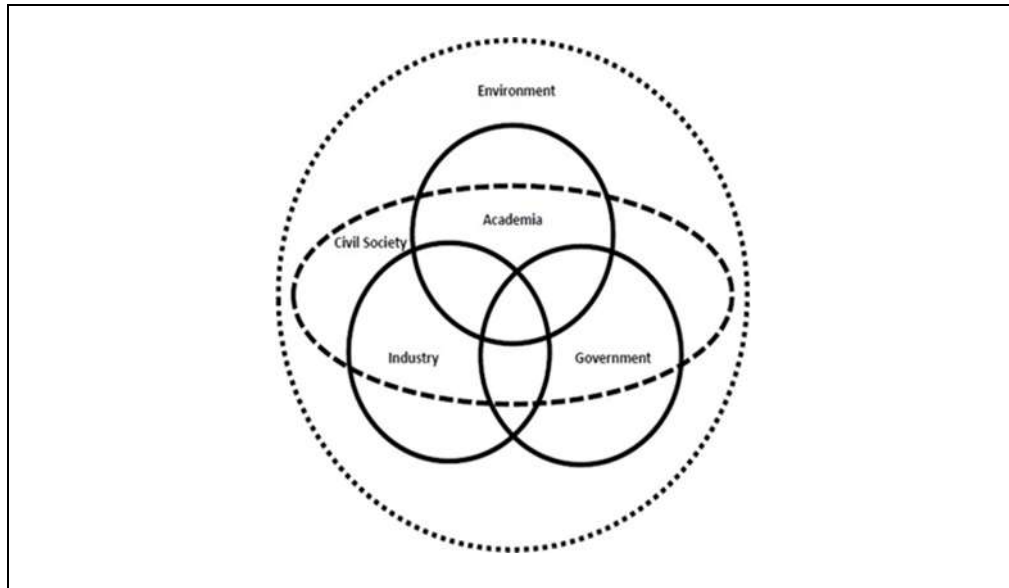 Environment
Academia
Civil Society
Industry
Government